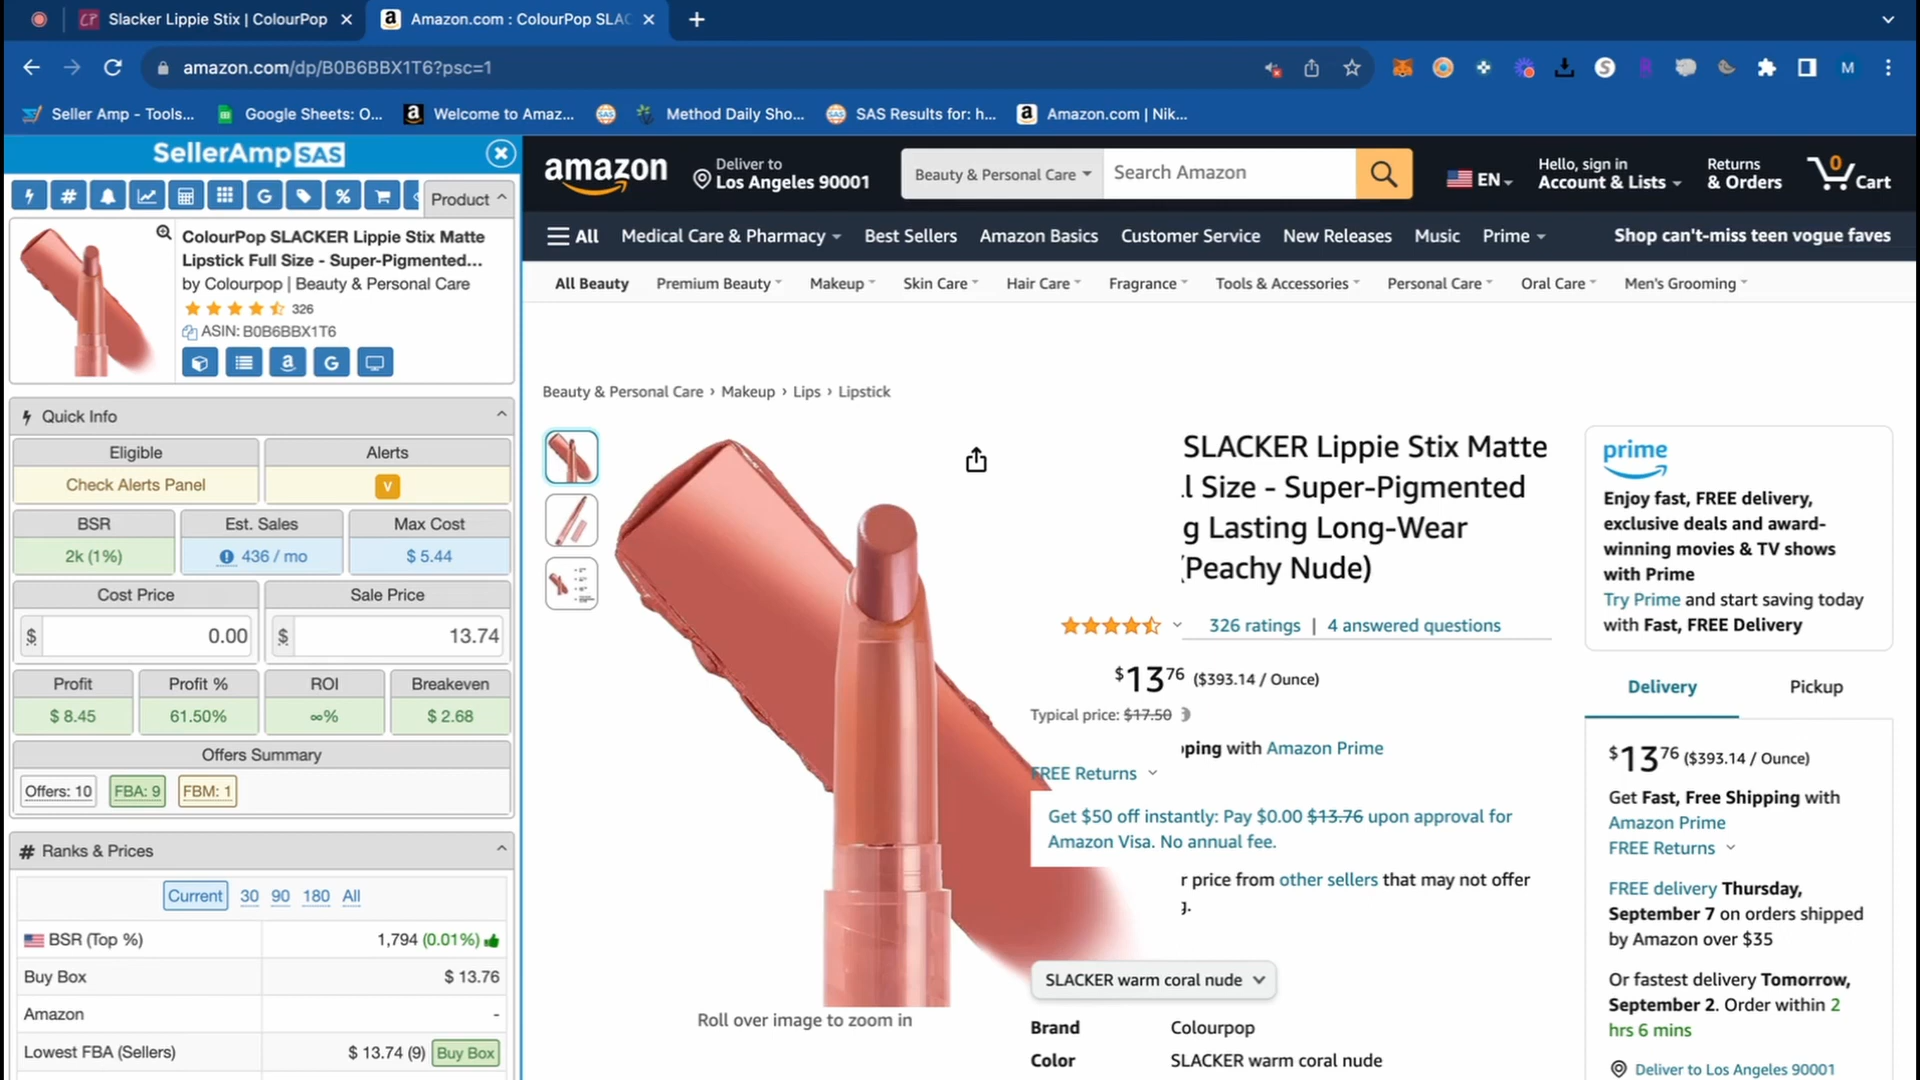 Slacker Lippie Stix | ColourPop
Amazon.com : ColourPop SLAC
amazon.com/dp/B0B6BBX1T6?psc=1
M
Seller Amp - Tools...
Google Sheets: O...
Welcome to Amaz...
Method Daily Sho...
SAS Results for: h...
Amazon.com | Nik...
SellerAmp SAS
Product
ColourPop SLACKER Lippie Stix Matte
Lipstick Full Size - Super-Pigmented...
by Colourpop | Beauty & Personal Care
326
ASIN: B0B6BBX1T6
Quick Info
Eligible
Alerts
Check Alerts Panel
V
BSR
Est. Sales
Max Cost
2k (1%)
436 / mo
$ 5.44
Cost Price
Sale Price
$ 0.00
$ 13.74
Profit
Profit %
ROI
Breakeven
$ 8.45
61.50%
∞%
$ 2.68
Offers Summary
Offers: 10
FBA: 9
FBM: 1
# Ranks & Prices
Current
30
90
180
All
BSR (Top %)
1,794 (0.01%)
Buy Box
$ 13.76
Amazon
-
Lowest FBA (Sellers)
$ 13.74 (9) Buy Box
amazon
Deliver to
Los Angeles 90001
Beauty & Personal Care
Search Amazon
EN
Hello, sign in
Account & Lists
Returns
& Orders
0
Cart
All
Medical Care & Pharmacy
Best Sellers
Amazon Basics
Customer Service
New Releases
Music
Prime
Shop can't-miss teen vogue faves
All Beauty
Premium Beauty
Makeup
Skin Care
Hair Care
Fragrance
Tools & Accessories
Personal Care
Oral Care
Men's Grooming
Beauty & Personal Care › Makeup › Lips › Lipstick
Roll over image to zoom in
SLACKER Lippie Stix Matte
l Size - Super-Pigmented
g Lasting Long-Wear
(Peachy Nude)
326 ratings | 4 answered questions
$13 76 ($393.14 / Ounce)
Typical price: $17.50
pping with Amazon Prime
FREE Returns
Get $50 off instantly: Pay $0.00 $13.76 upon approval for
Amazon Visa. No annual fee.
r price from other sellers that may not offer
g.
SLACKER warm coral nude
Brand
Colourpop
Color
SLACKER warm coral nude
prime
Enjoy fast, FREE delivery,
exclusive deals and award-
winning movies & TV shows
with Prime
Try Prime and start saving today
with Fast, FREE Delivery
Delivery
Pickup
$13 76 ($393.14 / Ounce)
Get Fast, Free Shipping with
Amazon Prime
FREE Returns
FREE delivery Thursday,
September 7 on orders shipped
by Amazon over $35
Or fastest delivery Tomorrow,
September 2. Order within 2
hrs 6 mins
Deliver to Los Angeles 90001